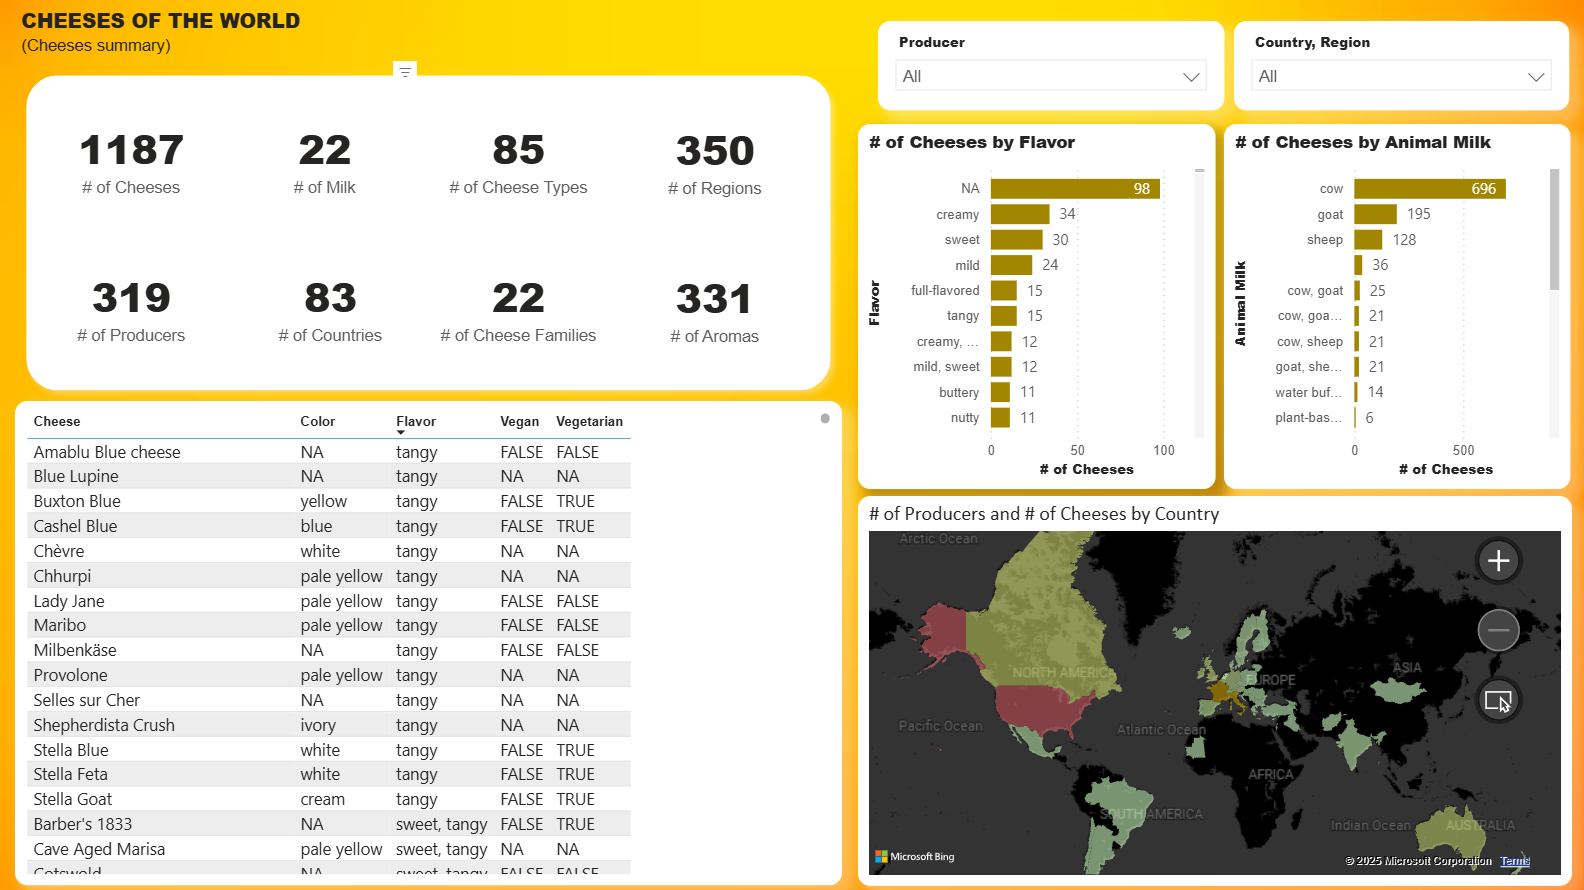 CHEESES OF THE WORLD
(Cheeses summary)
Producer
All
Country, Region
All
1187
# of Cheeses
22
# of Milk
85
# of Cheese Types
350
# of Regions
319
# of Producers
83
# of Countries
22
# of Cheese Families
331
# of Aromas
# of Cheeses by Flavor
Flavor
NA 98
creamy 34
sweet 30
mild 24
full-flavored 15
tangy 15
creamy, ... 12
mild, sweet 12
buttery 11
nutty 11
0 50 100
# of Cheeses
# of Cheeses by Animal Milk
Animal Milk
cow 696
goat 195
sheep 128
36
cow, goat 25
cow, goa... 21
cow, sheep 21
goat, she... 21
water buf... 14
plant-bas... 6
0 500
# of Cheeses
Cheese Color Flavor Vegan Vegetarian
Amablu Blue cheese NA tangy FALSE FALSE
Blue Lupine NA tangy NA NA
Buxton Blue yellow tangy FALSE TRUE
Cashel Blue blue tangy FALSE TRUE
Chèvre white tangy NA NA
Chhurpi pale yellow tangy NA NA
Lady Jane pale yellow tangy FALSE FALSE
Maribo pale yellow tangy FALSE FALSE
Milbenkäse NA tangy FALSE FALSE
Provolone pale yellow tangy NA NA
Selles sur Cher NA tangy NA NA
Shepherdista Crush ivory tangy NA NA
Stella Blue white tangy FALSE TRUE
Stella Feta white tangy FALSE TRUE
Stella Goat cream tangy FALSE TRUE
Barber's 1833 NA sweet, tangy FALSE TRUE
Cave Aged Marisa pale yellow sweet, tangy NA NA
Cotswold NA sweet, tangy FALSE FALSE
# of Producers and # of Cheeses by Country
Arctic Ocean
NORTH AMERICA
EUROPE
ASIA
Pacific Ocean
Atlantic Ocean
AFRICA
SOUTH AMERICA
Indian Ocean
AUSTRALIA
Microsoft Bing
© 2025 Microsoft Corporation Terms